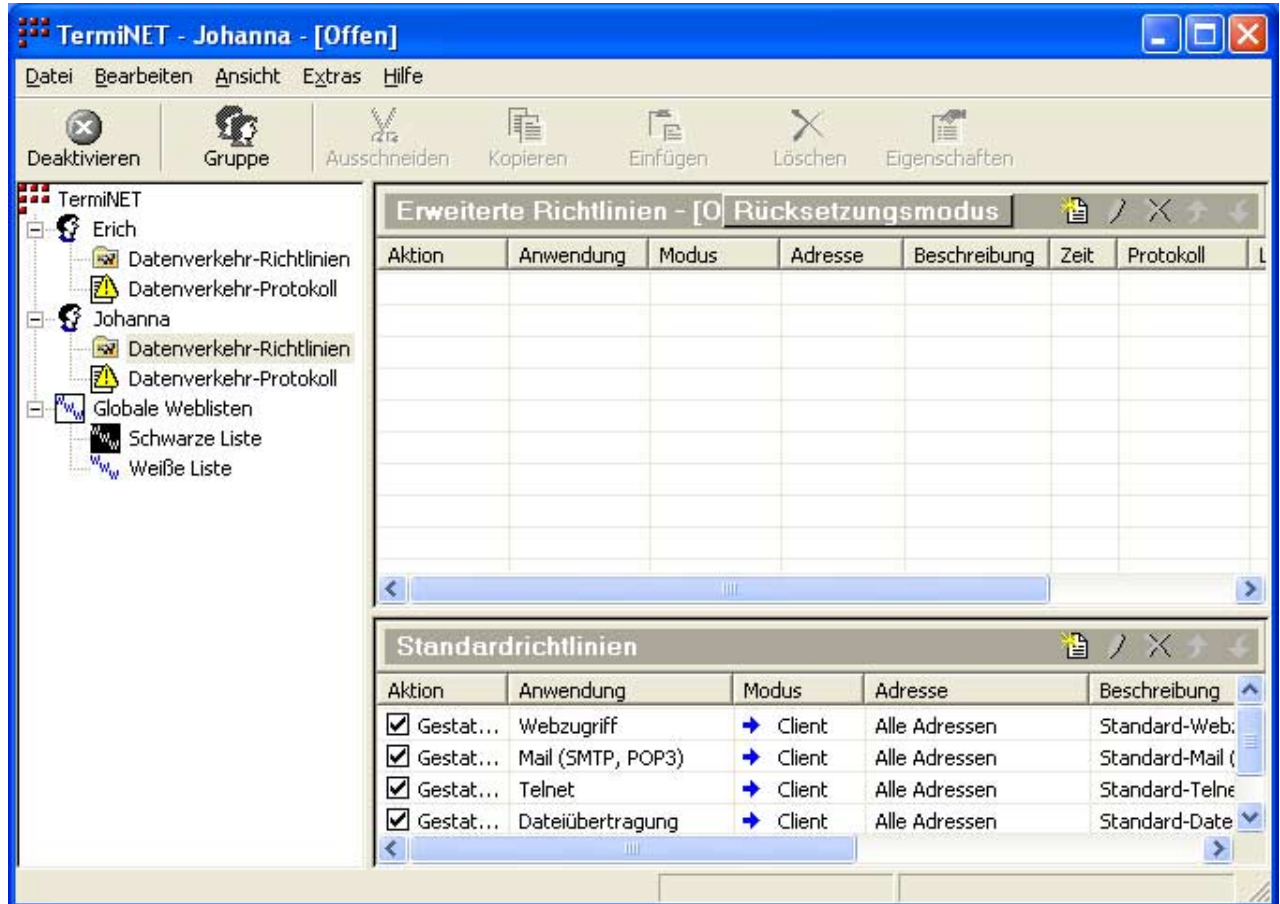 TermiNET - Johanna - [Offen]
Datei Bearbeiten Ansicht Extras Hilfe
Deaktivieren Gruppe Ausschneiden Kopieren Einfügen Löschen Eigenschaften
TermiNET
Erich
Datenverkehr-Richtlinien
Datenverkehr-Protokoll
Johanna
Datenverkehr-Richtlinien
Datenverkehr-Protokoll
Globale Weblisten
Schwarze Liste
Weiße Liste
Erweiterte Richtlinien - [O Rücksetzungsmodus
Aktion Anwendung Modus Adresse Beschreibung Zeit Protokoll L
Standardrichtlinien
Aktion Anwendung Modus Adresse Beschreibung
Gestat... Webzugriff Client Alle Adressen Standard-Web
Gestat... Mail (SMTP, POP3) Client Alle Adressen Standard-Mail (
Gestat... Telnet Client Alle Adressen Standard-Telne
Gestat... Dateiübertragung Client Alle Adressen Standard-Date